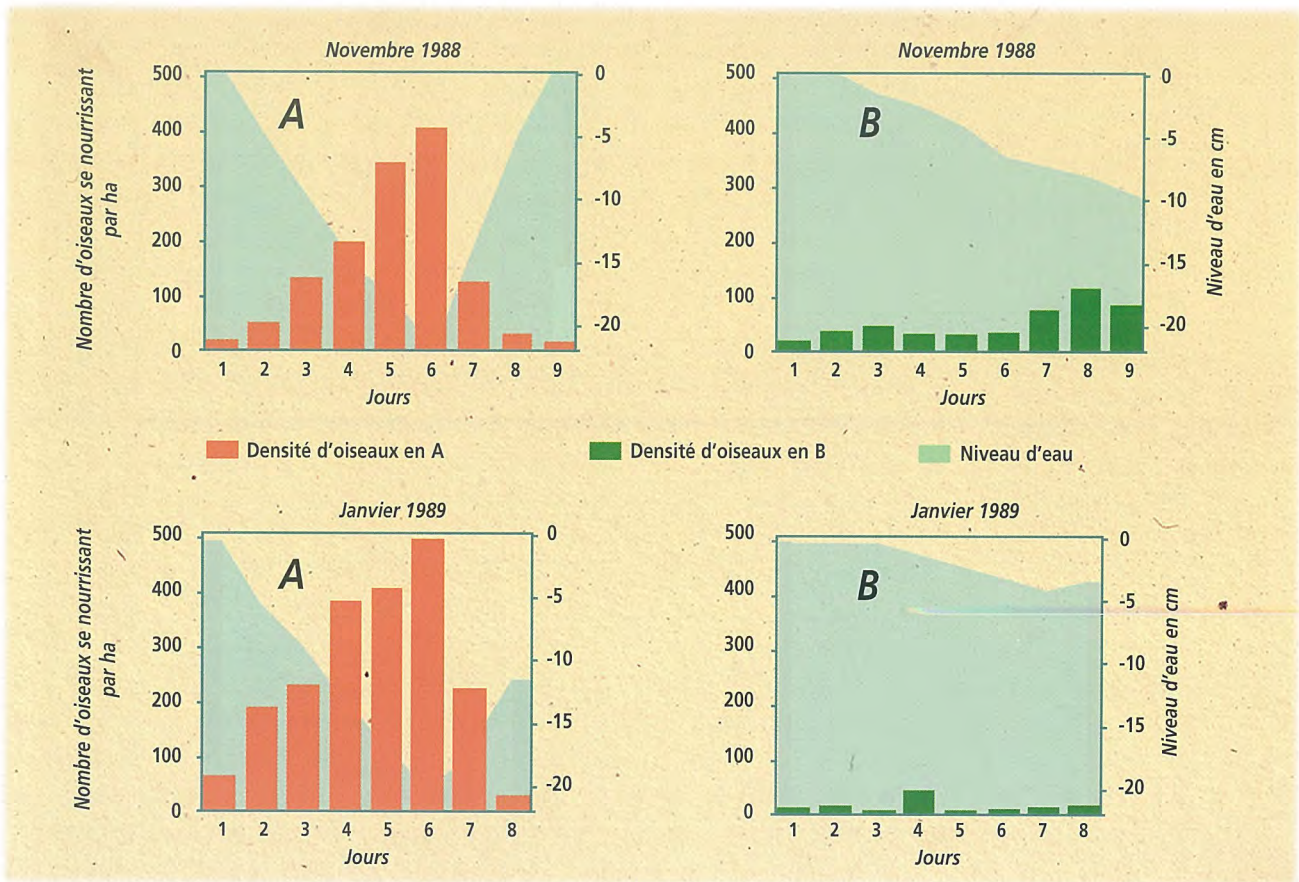 Novembre 1988
Nombre d'oiseaux se nourrissant
par ha
500
400
300
200
100
0
A
0
-5
-10
-15
-20
1 2 3 4 5 6 7 8 9
Jours
Novembre 1988
500
400
300
200
100
0
B
0
-5
-10
-15
-20
Niveau d'eau en cm
1 2 3 4 5 6 7 8 9
Jours
Densité d'oiseaux en A
Densité d'oiseaux en B
Niveau d'eau
Janvier 1989
Nombre d'oiseaux se nourrissant
par ha
500
400
300
200
100
0
A
0
-5
-10
-15
-20
1 2 3 4 5 6 7 8
Jours
Janvier 1989
500
400
300
200
100
0
B
0
-5
-10
-15
-20
Niveau d'eau en cm
1 2 3 4 5 6 7 8
Jours